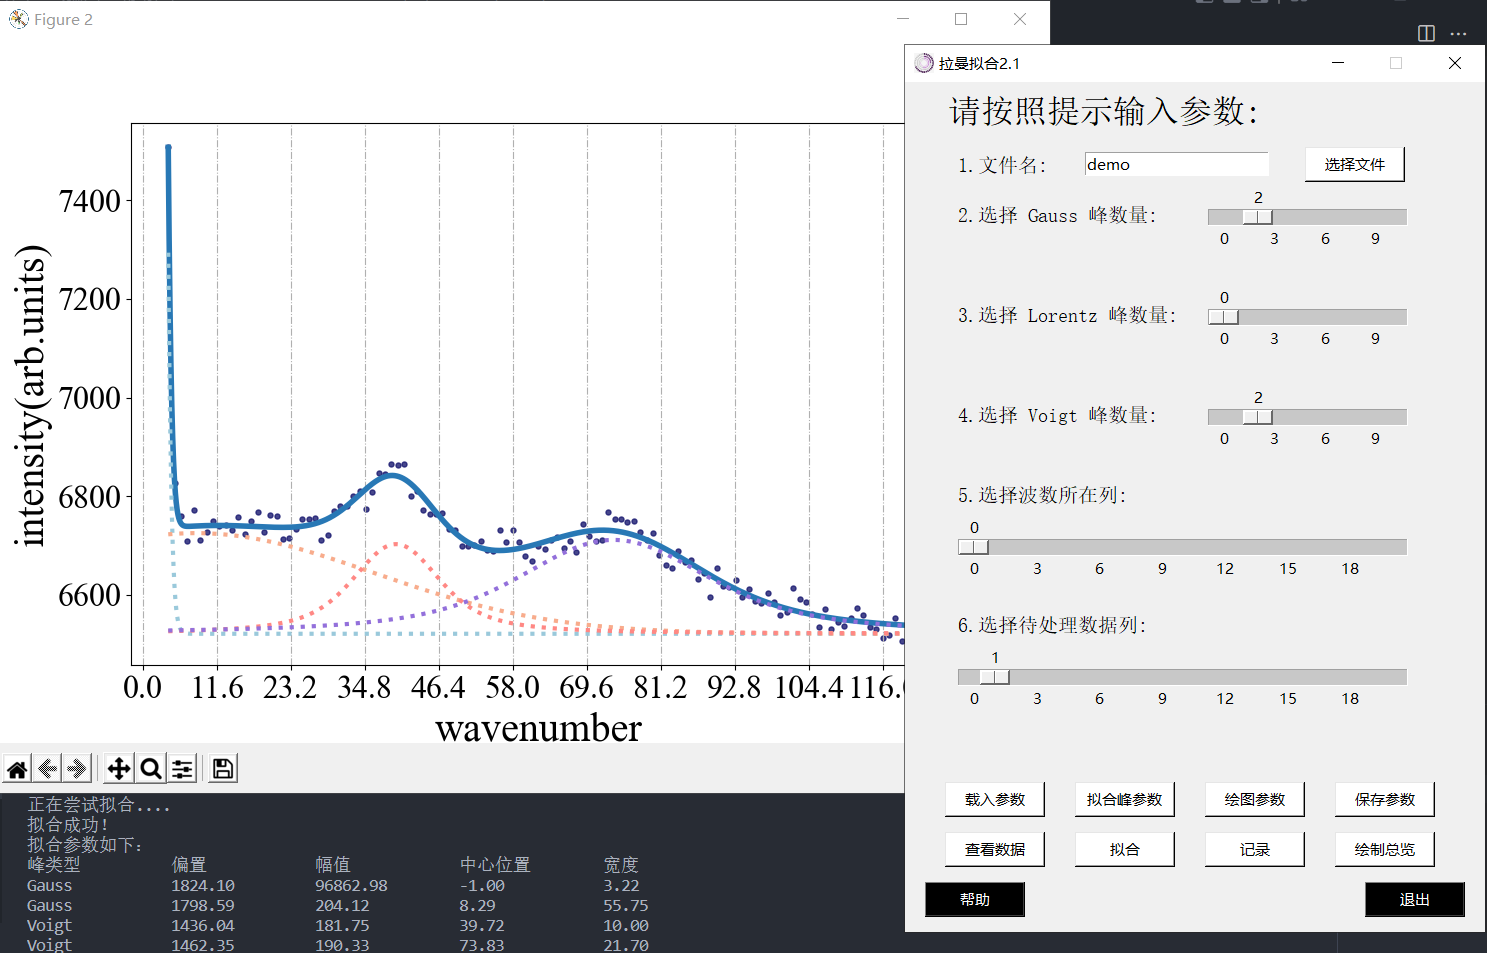 Figure 2
7400
7200
7000
6800
6600
intensity(arb.units)
0.0 11.6 23.2 34.8 46.4 58.0 69.6 81.2 92.8 104.4 116.0
wavenumber
正在尝试拟合....
拟合成功!
拟合参数如下:
峰类型 偏置 幅值 中心位置 宽度
Gauss 1824.10 96862.98 -1.00 3.22
Gauss 1798.59 204.12 8.29 55.75
Voigt 1436.04 181.75 39.72 10.00
Voigt 1462.35 190.33 73.83 21.70
拉曼拟合2.1
请按照提示输入参数:
1.文件名: demo 选择文件
2
2.选择 Gauss 峰数量:
0 3 6 9
0
3.选择 Lorentz 峰数量:
0 3 6 9
2
4.选择 Voigt 峰数量:
0 3 6 9
5.选择波数所在列:
0
0 3 6 9 12 15 18
6.选择待处理数据列:
1
0 3 6 9 12 15 18
载入参数 拟合峰参数 绘图参数 保存参数
查看数据 拟合 记录 绘制总览
帮助 退出